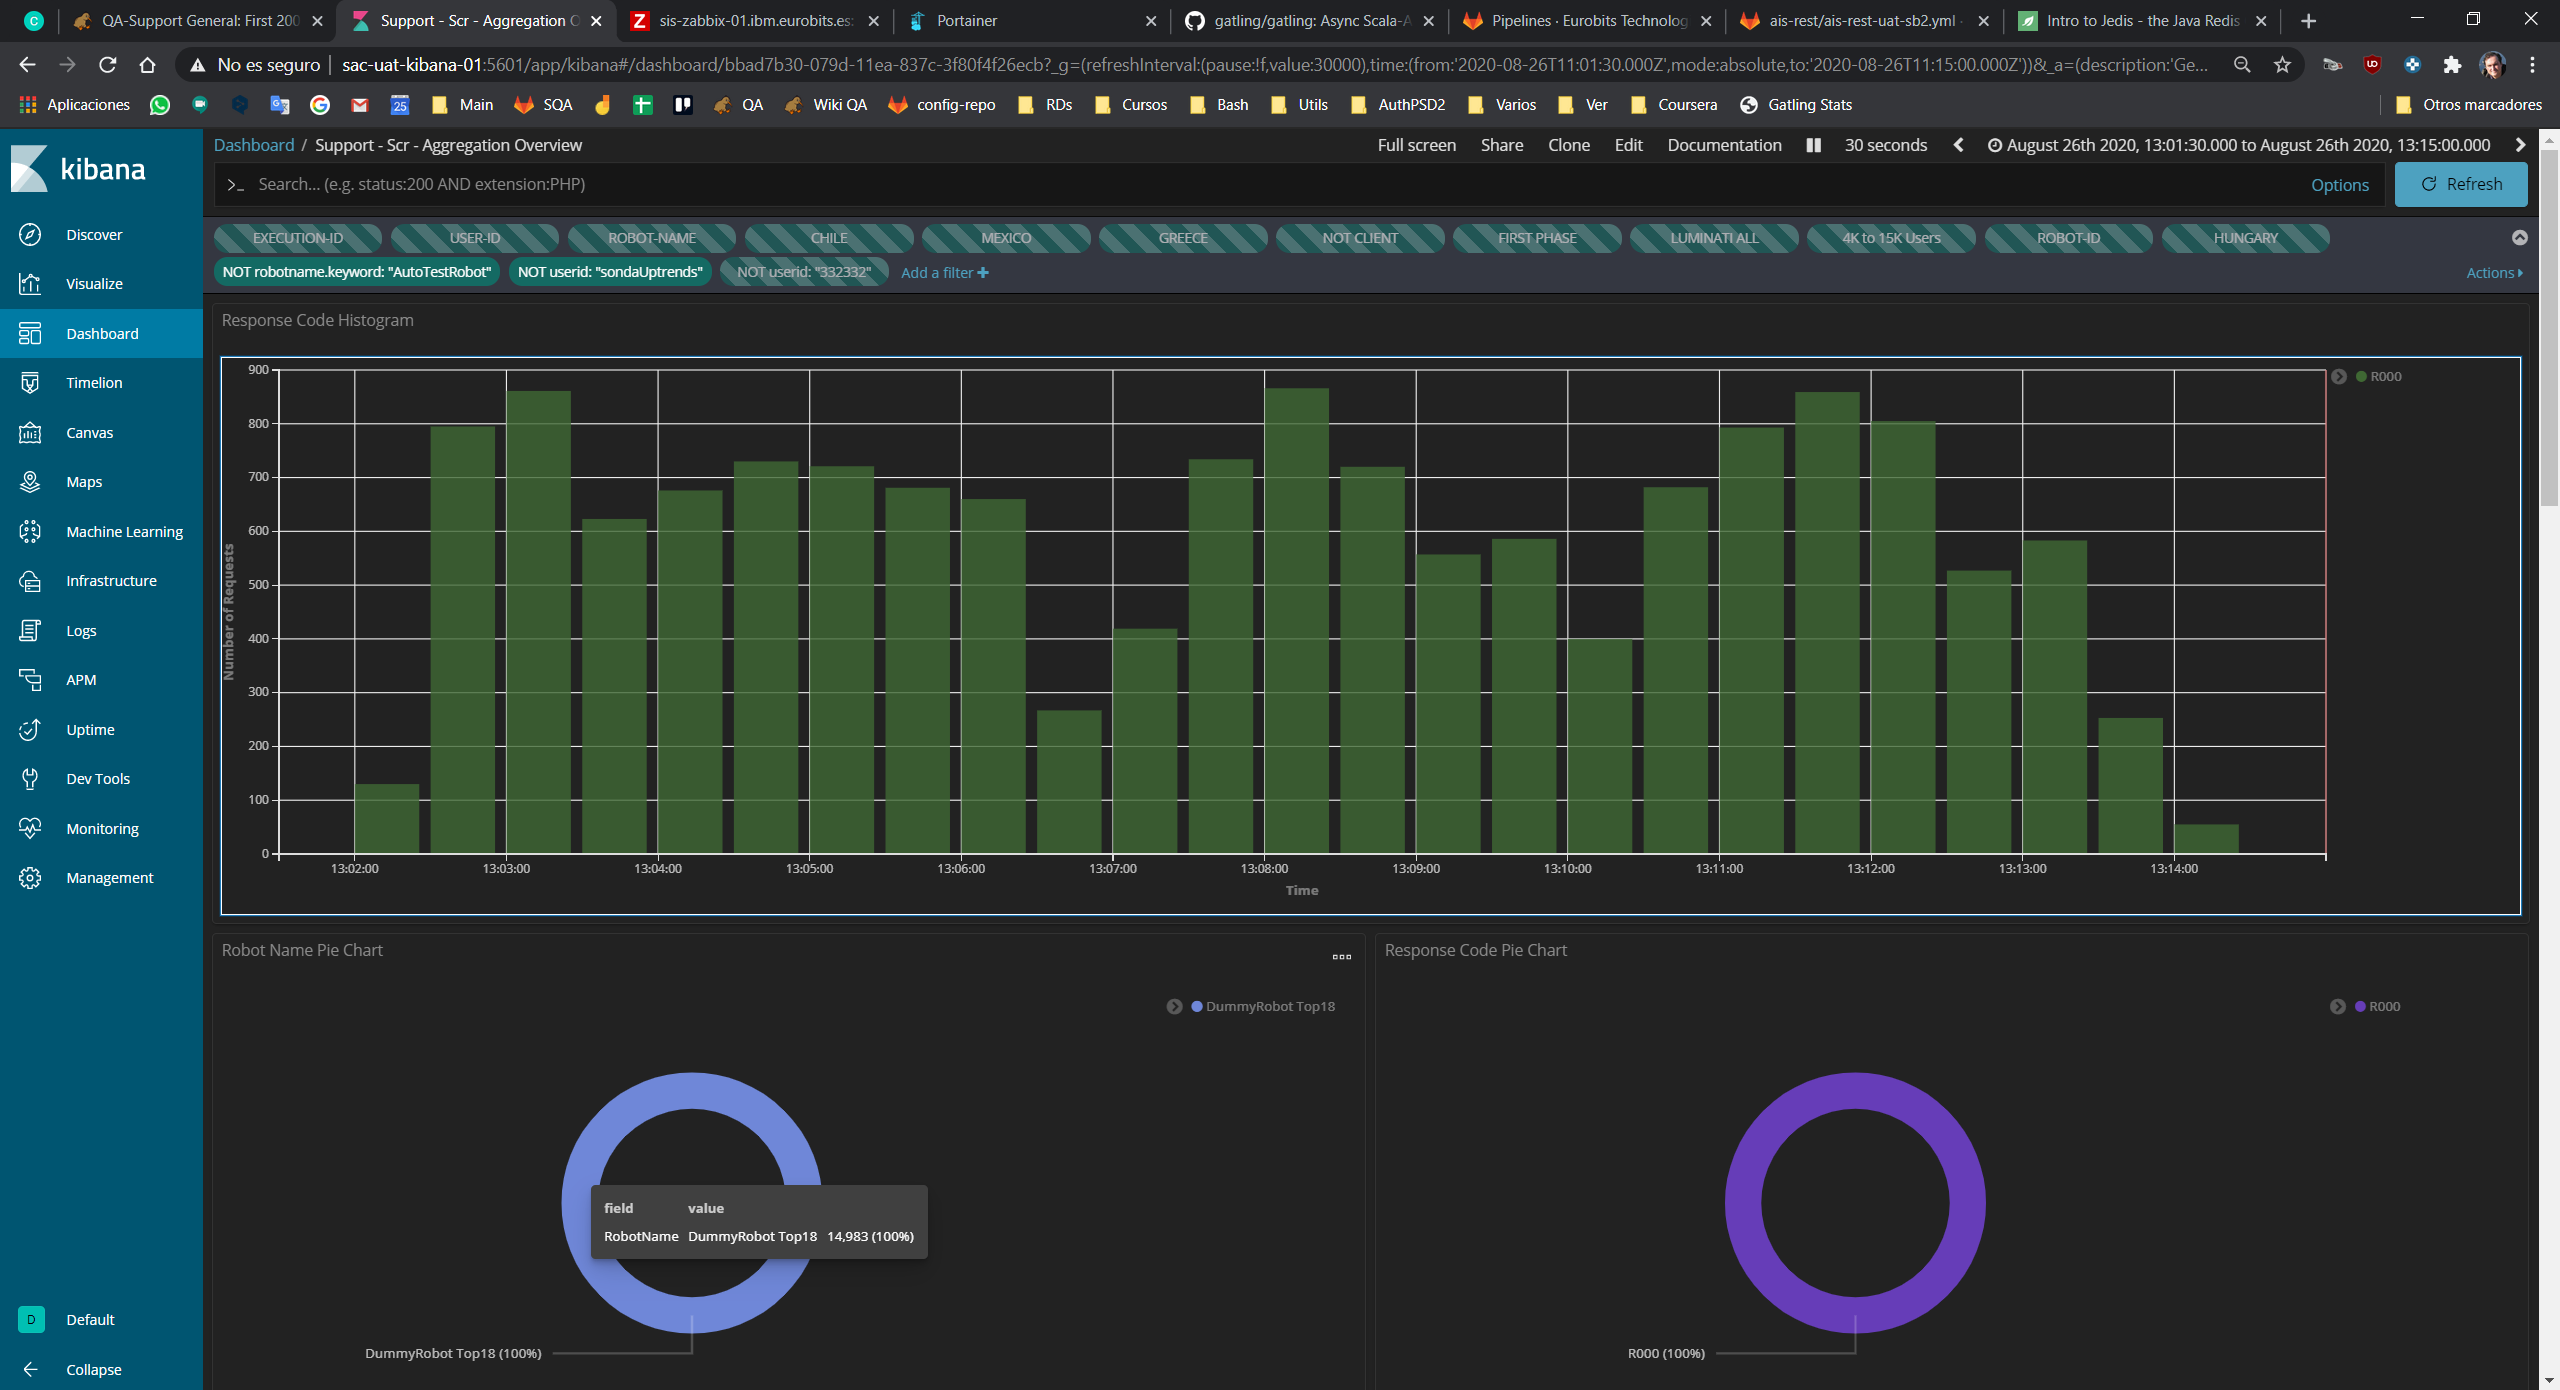 QA-Support General: First 200
Support - Scr - Aggregation O
sis-zabbix-01.ibm.eurobits.es:
Portainer
gatling/gatling: Async Scala-A
Pipelines · Eurobits Technolog
ais-rest/ais-rest-uat-sb2.yml ·
Intro to Jedis - the Java Redis
No es seguro
sac-uat-kibana-01:5601/app/kibana#/dashboard/bbad7b30-079d-11ea-837c-3f80f4f26ecb?_g=(refreshInterval:(pause:!f,value:30000),time:(from:'2020-08-26T11:01:30.000Z',mode:absolute,to:'2020-08-26T11:15:00.000Z'))&_a=(description:'Ge...
Aplicaciones
25
Main
SQA
QA
Wiki QA
config-repo
RDs
Cursos
Bash
Utils
AuthPSD2
Varios
Ver
Coursera
Gatling Stats
Otros marcadores
kibana
Discover
Visualize
Dashboard
Timelion
Canvas
Maps
Machine Learning
Infrastructure
Logs
APM
Uptime
Dev Tools
Monitoring
Management
D
Default
Collapse
Dashboard / Support - Scr - Aggregation Overview
Full screen
Share
Clone
Edit
Documentation
30 seconds
August 26th 2020, 13:01:30.000 to August 26th 2020, 13:15:00.000
>_ Search... (e.g. status:200 AND extension:PHP)
Options
Refresh
EXECUTION-ID
USER-ID
ROBOT-NAME
CHILE
MEXICO
GREECE
NOT CLIENT
FIRST PHASE
LUMINATI ALL
4K to 15K Users
ROBOT-ID
HUNGARY
NOT robotname.keyword: "AutoTestRobot"
NOT userid: "sondaUptrends"
NOT userid: "332332"
Add a filter +
Actions
Response Code Histogram
900
800
700
600
500
400
300
200
100
0
Number of Requests
13:02:00
13:03:00
13:04:00
13:05:00
13:06:00
13:07:00
13:08:00
13:09:00
13:10:00
13:11:00
13:12:00
13:13:00
13:14:00
Time
R000
Robot Name Pie Chart
DummyRobot Top18
field value
RobotName DummyRobot Top18 14,983 (100%)
DummyRobot Top18 (100%)
Response Code Pie Chart
R000
R000 (100%)